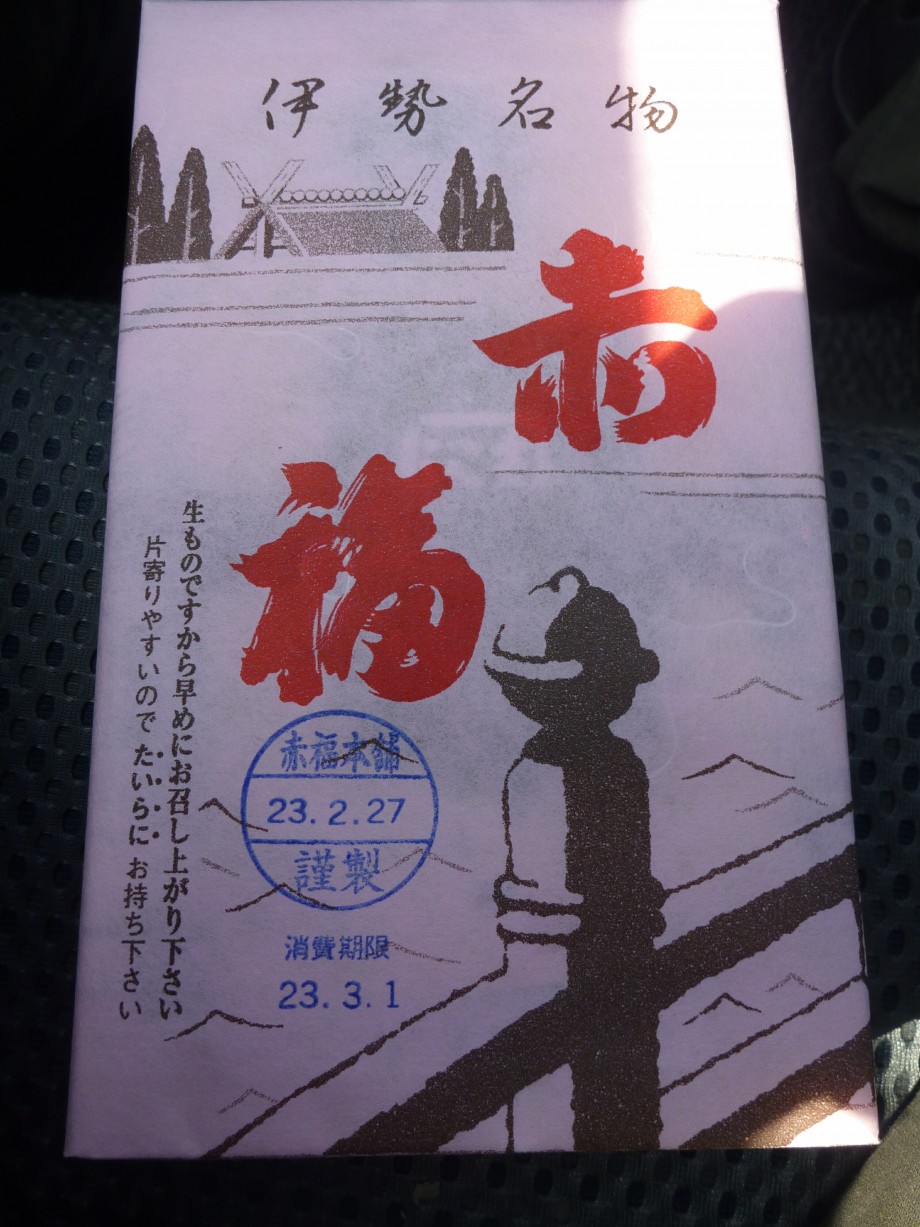 伊勢名物
赤福
生ものですから早めにお召し上がり下さい
片寄りやすいので たいらに お持ち下さい
赤福本舗
23.2.27
謹製
消費期限
23.3.1